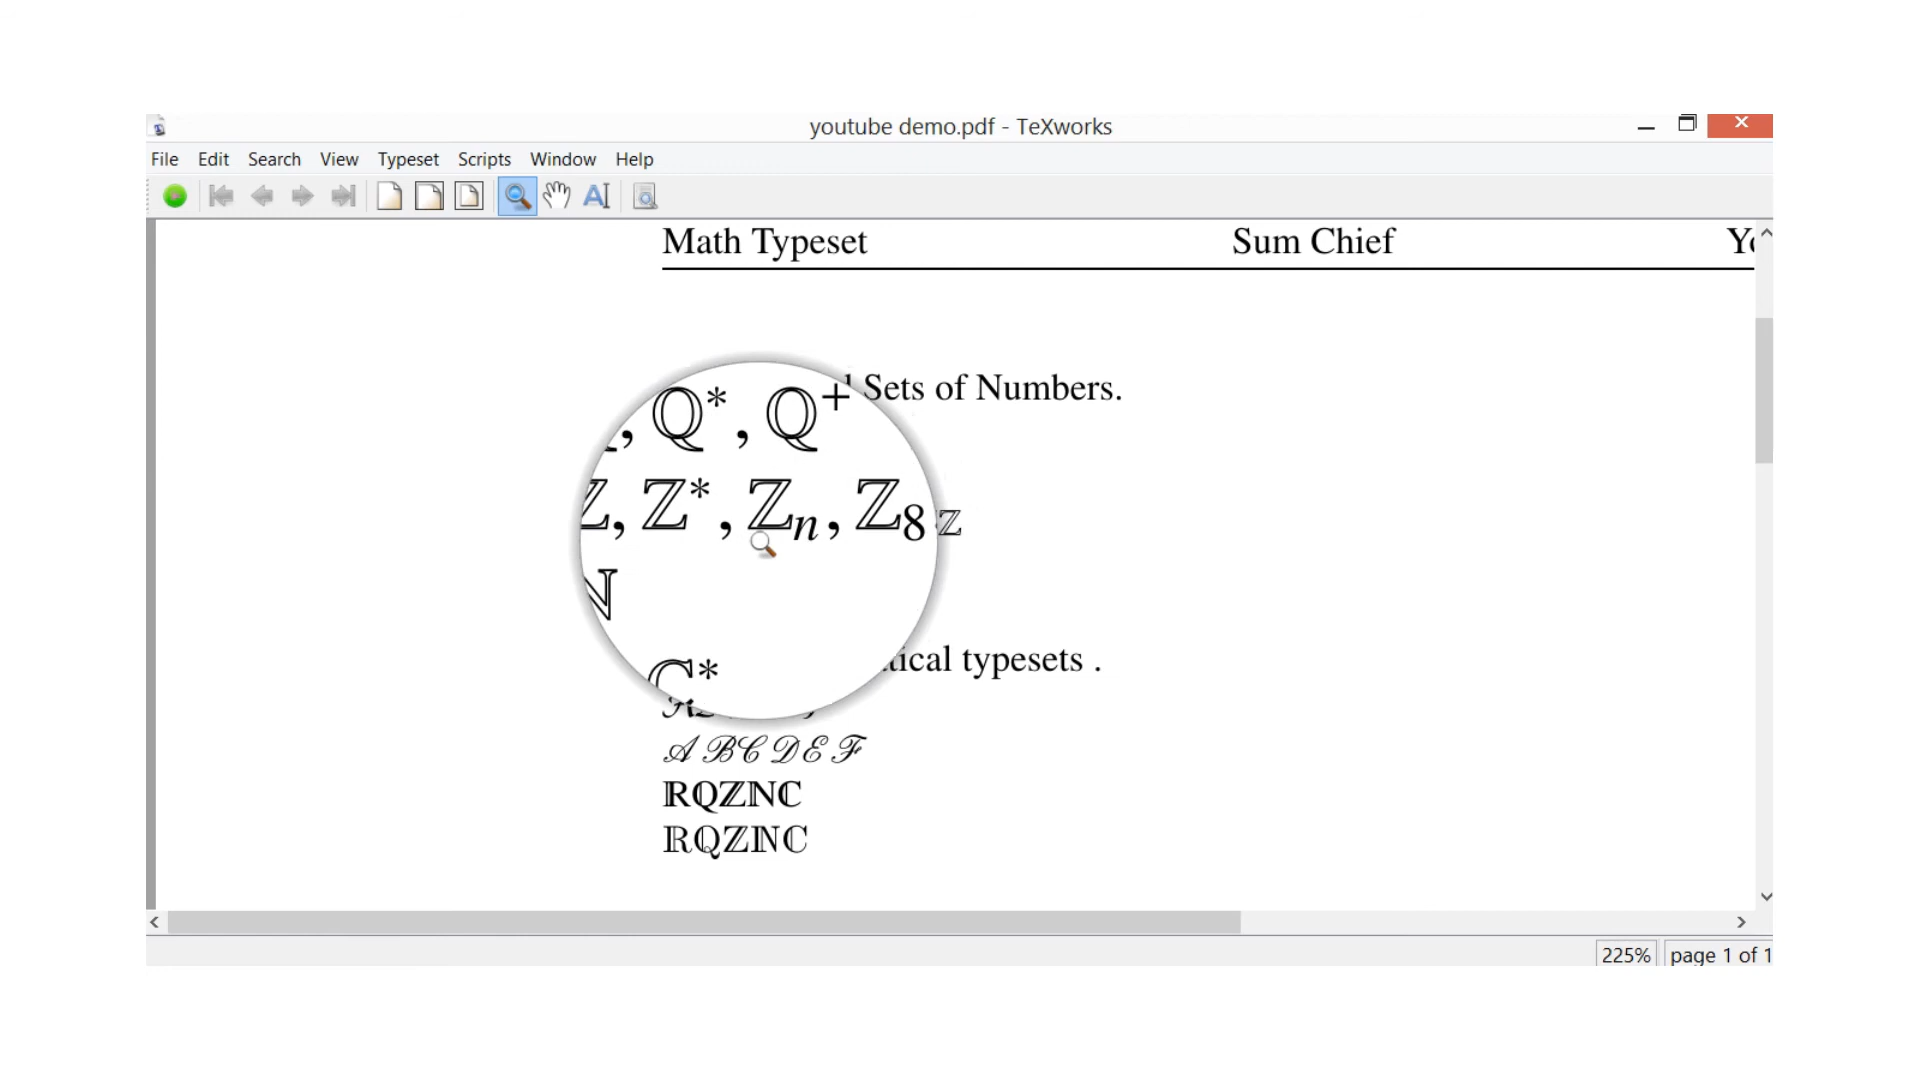 youtube demo.pdf - TeXworks
File Edit Search View Typeset Scripts Window Help
Math Typeset Sum Chief
Sets of Numbers.
, ℚ*, ℚ⁺
ℤ, ℤ*, ℤₙ, ℤ₈ ℤ
ℕ
ℂ*
typesets .
𝒜ℬ𝒞𝒟ℰℱ
ℝℚℤℕℂ
ℝℚℤℕℂ
225% page 1 of 1